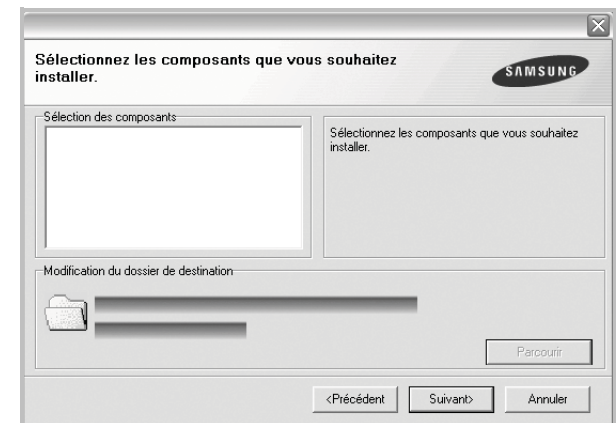 Sélectionnez les composants que vous souhaitez
installer.
SAMSUNG
Sélection des composants
Sélectionnez les composants que vous souhaitez
installer.
Modification du dossier de destination
Parcourir
<Précédent
Suivant>
Annuler